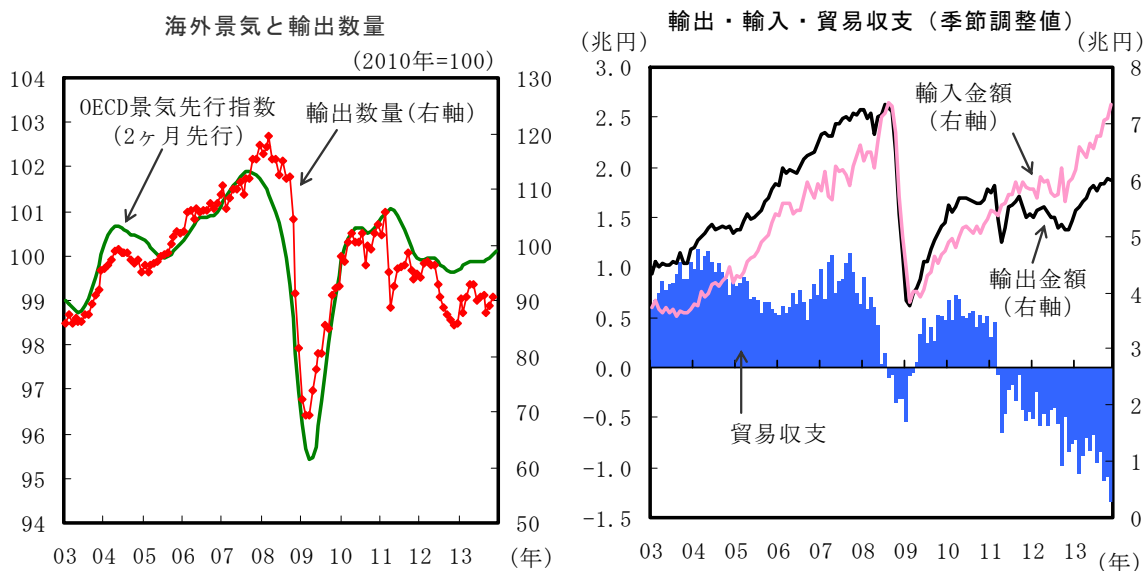 海外景気と輸出数量
(2010年=100)
OECD景気先行指数
(2ヶ月先行)
輸出数量(右軸)
104
103
102
101
100
99
98
97
96
95
94
130
120
110
100
90
80
70
60
50
03 04 05 06 07 08 09 10 11 12 13
(年)
輸出・輸入・貿易収支（季節調整値）
(兆円)
(兆円)
3.0
2.5
2.0
1.5
1.0
0.5
0.0
-0.5
-1.0
-1.5
8
7
6
5
4
3
2
1
0
輸入金額
(右軸)
輸出金額
(右軸)
貿易収支
03 04 05 06 07 08 09 10 11 12 13
(年)